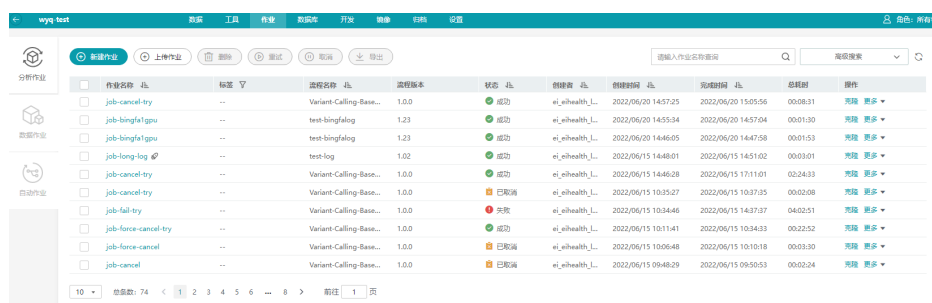 ← wyq-test 数据 工具 作业 数据库 开发 镜像 归档 设置 角色: 所有
分析作业
数据作业
自动作业
新建作业 上传作业 删除 重试 取消 导出 请输入作业名称查询 高级搜索
作业名称 标签 流程名称 流程版本 状态 创建者 创建时间 完成时间 总耗时 操作
job-cancel-try -- Variant-Calling-Base... 1.0.0 成功 ei_eihealth_l... 2022/06/20 14:57:25 2022/06/20 15:05:56 00:08:31 克隆 更多
job-bingfa1gpu -- test-bingfalog 1.23 成功 ei_eihealth_l... 2022/06/20 14:55:34 2022/06/20 14:57:04 00:01:30 克隆 更多
job-bingfa1gpu -- test-bingfalog 1.23 成功 ei_eihealth_l... 2022/06/20 14:46:05 2022/06/20 14:47:58 00:01:53 克隆 更多
job-long-log -- test-log 1.02 成功 ei_eihealth_l... 2022/06/15 14:48:01 2022/06/15 14:51:02 00:03:01 克隆 更多
job-cancel-try -- Variant-Calling-Base... 1.0.0 成功 ei_eihealth_l... 2022/06/15 14:46:28 2022/06/15 17:11:01 02:24:33 克隆 更多
job-cancel-try -- Variant-Calling-Base... 1.0.0 已取消 ei_eihealth_l... 2022/06/15 10:35:27 2022/06/15 10:37:35 00:02:08 克隆 更多
job-fail-try -- Variant-Calling-Base... 1.0.0 失败 ei_eihealth_l... 2022/06/15 10:34:46 2022/06/15 14:37:37 04:02:51 克隆 更多
job-force-cancel-try -- Variant-Calling-Base... 1.0.0 成功 ei_eihealth_l... 2022/06/15 10:11:41 2022/06/15 10:34:33 00:22:52 克隆 更多
job-force-cancel -- Variant-Calling-Base... 1.0.0 已取消 ei_eihealth_l... 2022/06/15 10:06:48 2022/06/15 10:10:18 00:03:30 克隆 更多
job-cancel -- Variant-Calling-Base... 1.0.0 已取消 ei_eihealth_l... 2022/06/15 09:48:29 2022/06/15 09:50:53 00:02:24 克隆 更多
10 总条数: 74 < 1 2 3 4 5 6 ... 8 > 前往 1 页